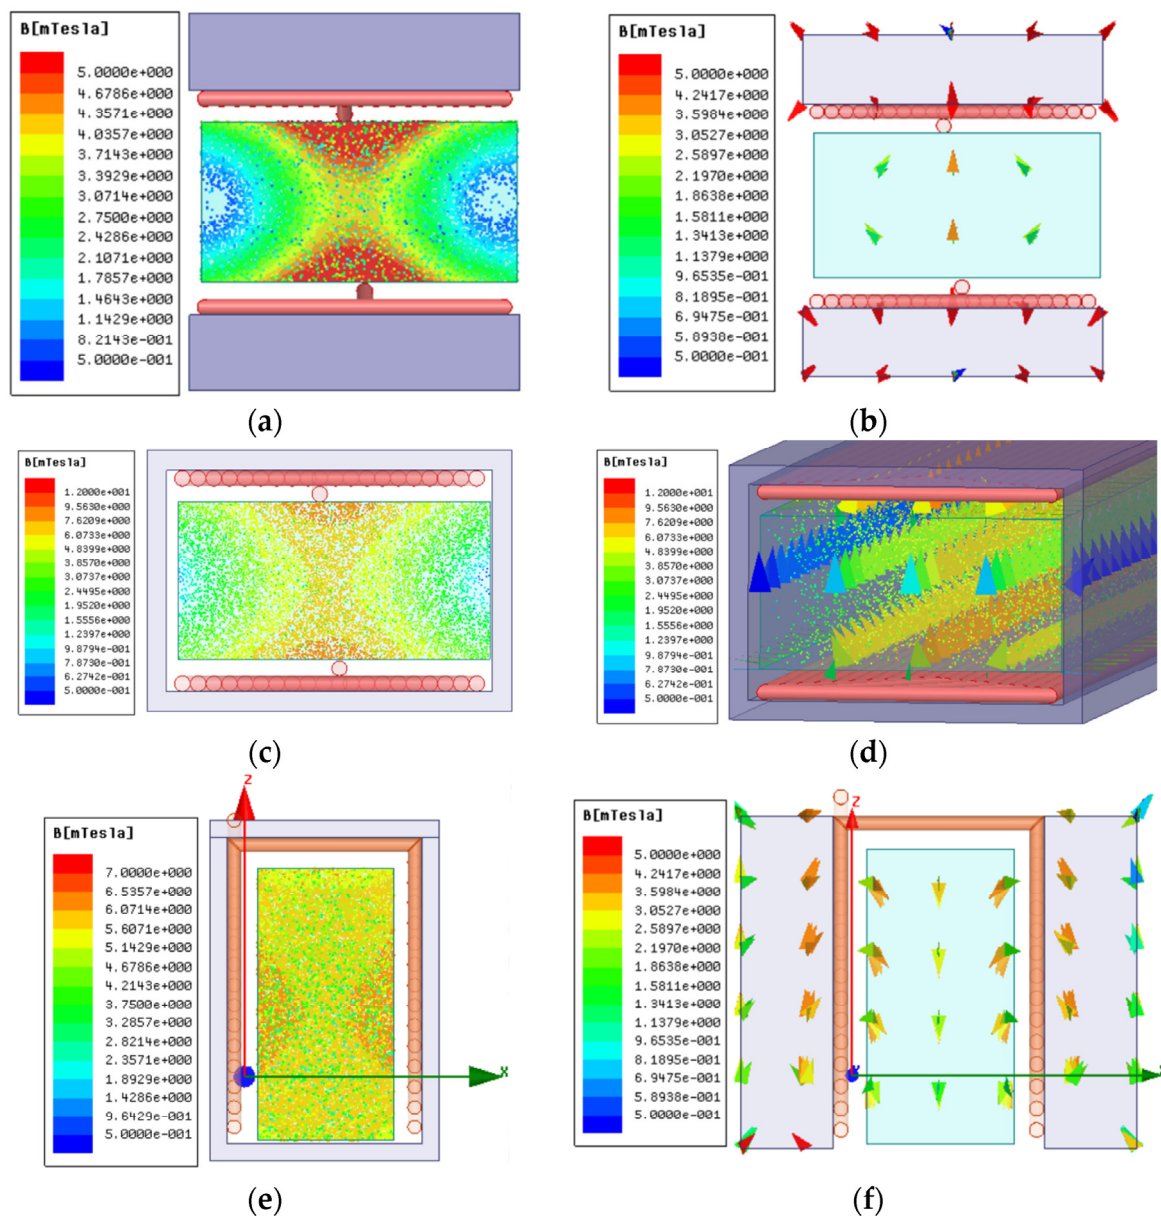 B[mTesla]
5.0000e+000
4.6786e+000
4.3571e+000
4.0357e+000
3.7143e+000
3.3929e+000
3.0714e+000
2.7500e+000
2.4286e+000
2.1071e+000
1.7857e+000
1.4643e+000
1.1429e+000
8.2143e-001
5.0000e-001
(a)
B[mTesla]
5.0000e+000
4.2417e+000
3.5984e+000
3.0527e+000
2.5897e+000
2.1970e+000
1.8638e+000
1.5811e+000
1.3413e+000
1.1379e+000
9.6535e-001
8.1895e-001
6.9475e-001
5.8938e-001
5.0000e-001
(b)
B[mTesla]
1.2000e+001
9.5630e+000
7.6209e+000
6.0733e+000
4.8399e+000
3.8570e+000
3.0737e+000
2.4495e+000
1.9520e+000
1.5556e+000
1.2397e+000
9.8794e-001
7.8730e-001
6.2742e-001
5.0000e-001
(c)
B[mTesla]
1.2000e+001
9.5630e+000
7.6209e+000
6.0733e+000
4.8399e+000
3.8570e+000
3.0737e+000
2.4495e+000
1.9520e+000
1.5556e+000
1.2397e+000
9.8794e-001
7.8730e-001
6.2742e-001
5.0000e-001
(d)
B[mTesla]
7.0000e+000
6.5357e+000
6.0714e+000
5.6071e+000
5.1429e+000
4.6786e+000
4.2143e+000
3.7500e+000
3.2857e+000
2.8214e+000
2.3571e+000
1.8929e+000
1.4286e+000
9.6429e-001
5.0000e-001
Z
X
(e)
B[mTesla]
5.0000e+000
4.2417e+000
3.5984e+000
3.0527e+000
2.5897e+000
2.1970e+000
1.8638e+000
1.5811e+000
1.3413e+000
1.1379e+000
9.6535e-001
8.1895e-001
6.9475e-001
5.8938e-001
5.0000e-001
Z
(f)